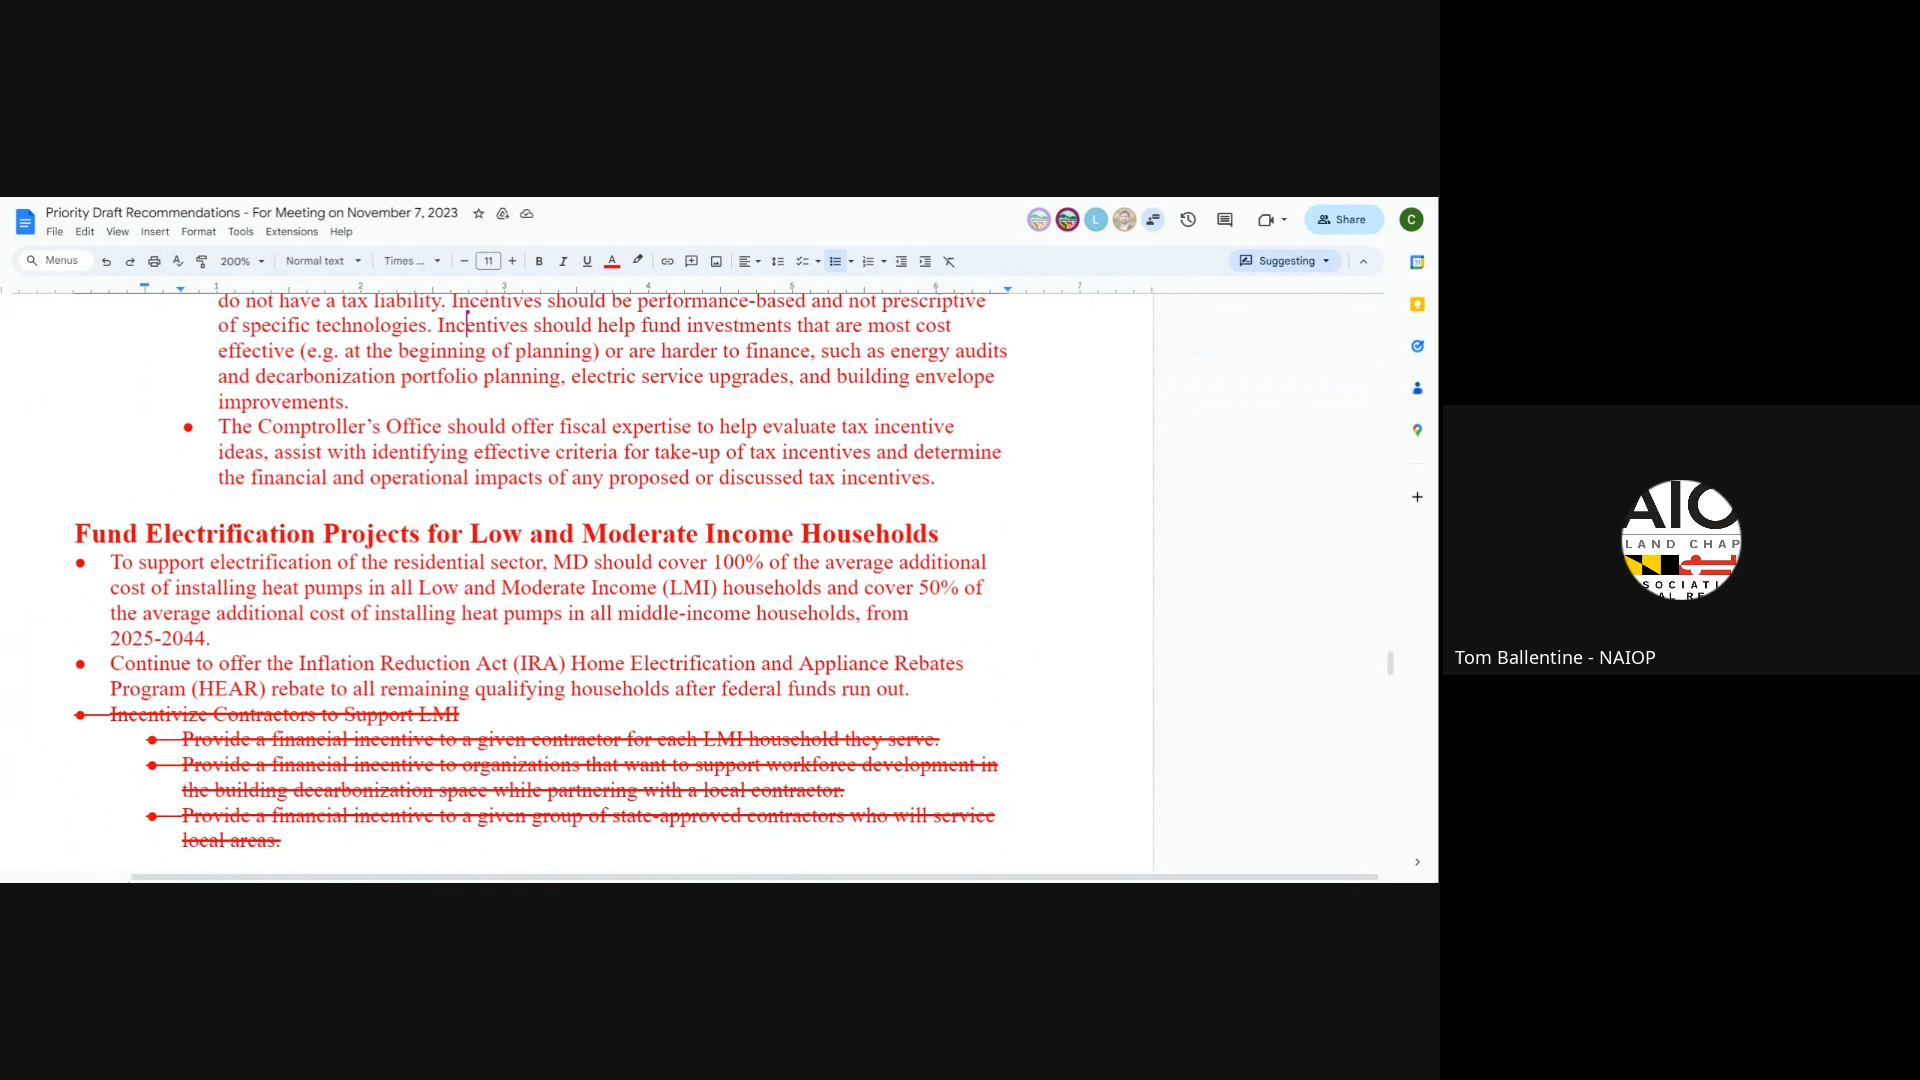 Priority Draft Recommendations - For Meeting on November 7, 2023
File Edit View Insert Format Tools Extensions Help
Share
C
L
Menus
200%
Normal text
Times ...
11
B I U A
Suggesting
1 2 3 4 5 6 7
do not have a tax liability. Incentives should be performance-based and not prescriptive
of specific technologies. Incentives should help fund investments that are most cost
effective (e.g. at the beginning of planning) or are harder to finance, such as energy audits
and decarbonization portfolio planning, electric service upgrades, and building envelope
improvements.
● The Comptroller’s Office should offer fiscal expertise to help evaluate tax incentive
ideas, assist with identifying effective criteria for take-up of tax incentives and determine
the financial and operational impacts of any proposed or discussed tax incentives.
Fund Electrification Projects for Low and Moderate Income Households
● To support electrification of the residential sector, MD should cover 100% of the average additional
cost of installing heat pumps in all Low and Moderate Income (LMI) households and cover 50% of
the average additional cost of installing heat pumps in all middle-income households, from
2025-2044.
● Continue to offer the Inflation Reduction Act (IRA) Home Electrification and Appliance Rebates
Program (HEAR) rebate to all remaining qualifying households after federal funds run out.
● Incentivize Contractors to Support LMI
● Provide a financial incentive to a given contractor for each LMI household they serve.
● Provide a financial incentive to organizations that want to support workforce development in
the building decarbonization space while partnering with a local contractor.
● Provide a financial incentive to a given group of state-approved contractors who will service
local areas.
AIO
LAND CHAP
SOCIATI
AL RE
Tom Ballentine - NAIOP